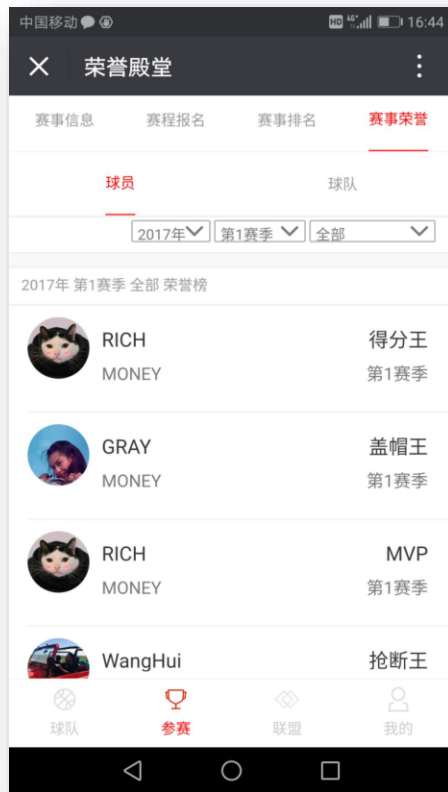 中国移动 HD 46+ 16:44
荣誉殿堂
赛事信息 赛程报名 赛事排名 赛事荣誉
球员 球队
2017年 第1赛季 全部
2017年 第1赛季 全部 荣誉榜
RICH 得分王
MONEY 第1赛季
GRAY 盖帽王
MONEY 第1赛季
RICH MVP
MONEY 第1赛季
WangHui 抢断王
球队 参赛 联盟 我的